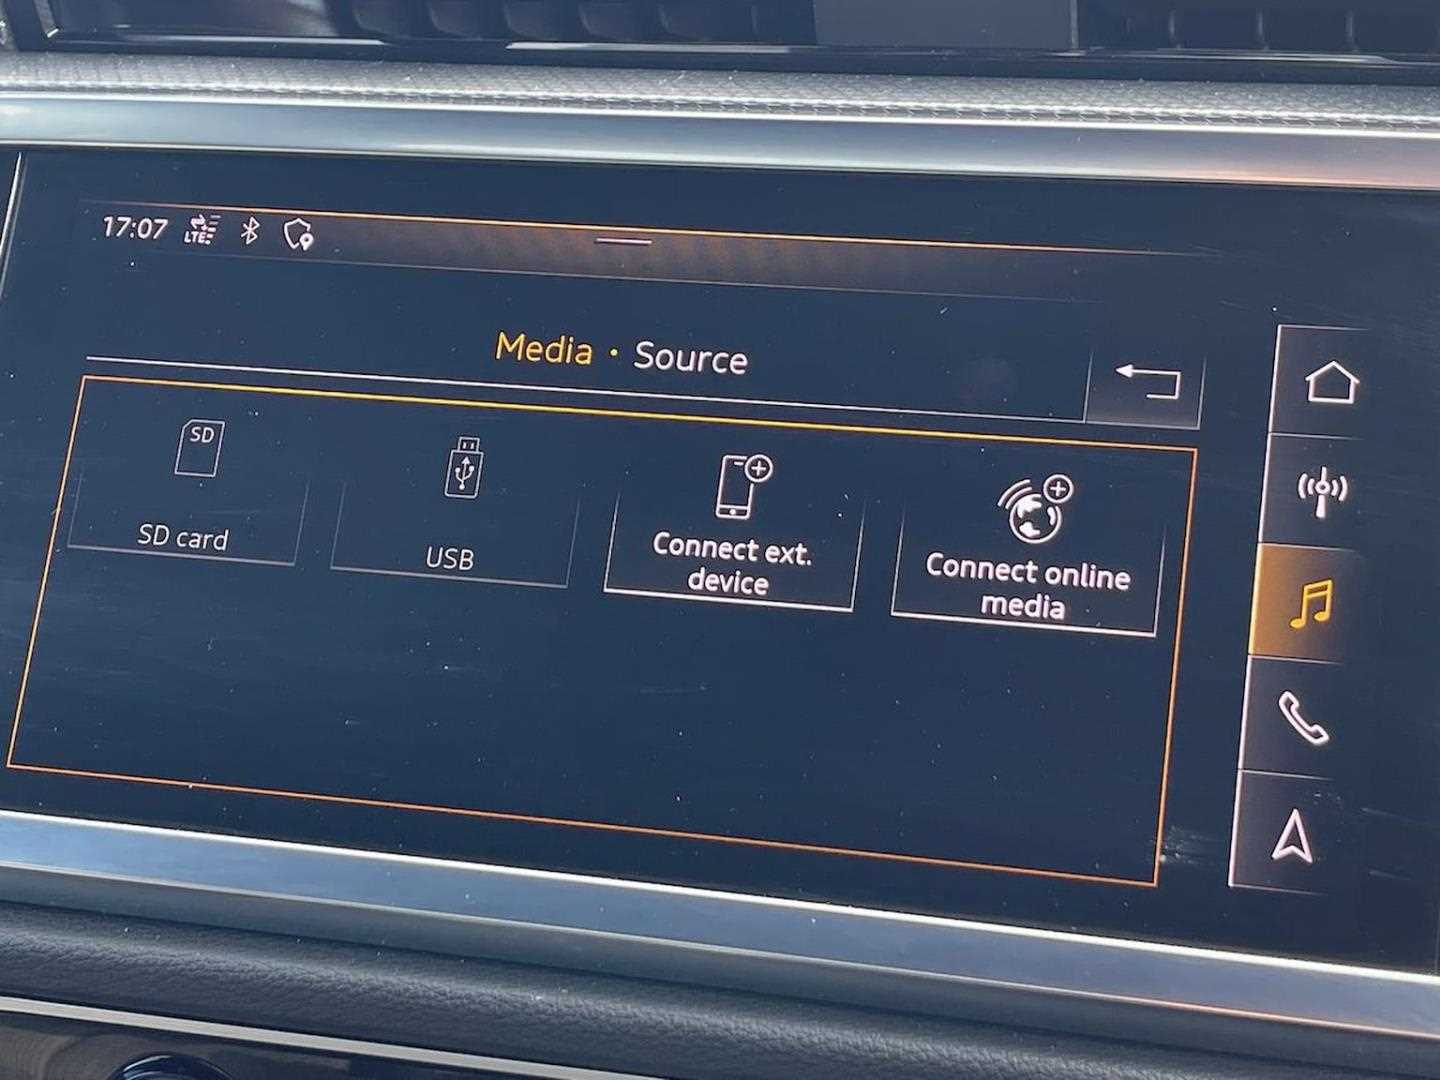 17:07 LTE
Media · Source
SD
SD card
USB
Connect ext.
device
Connect online
media